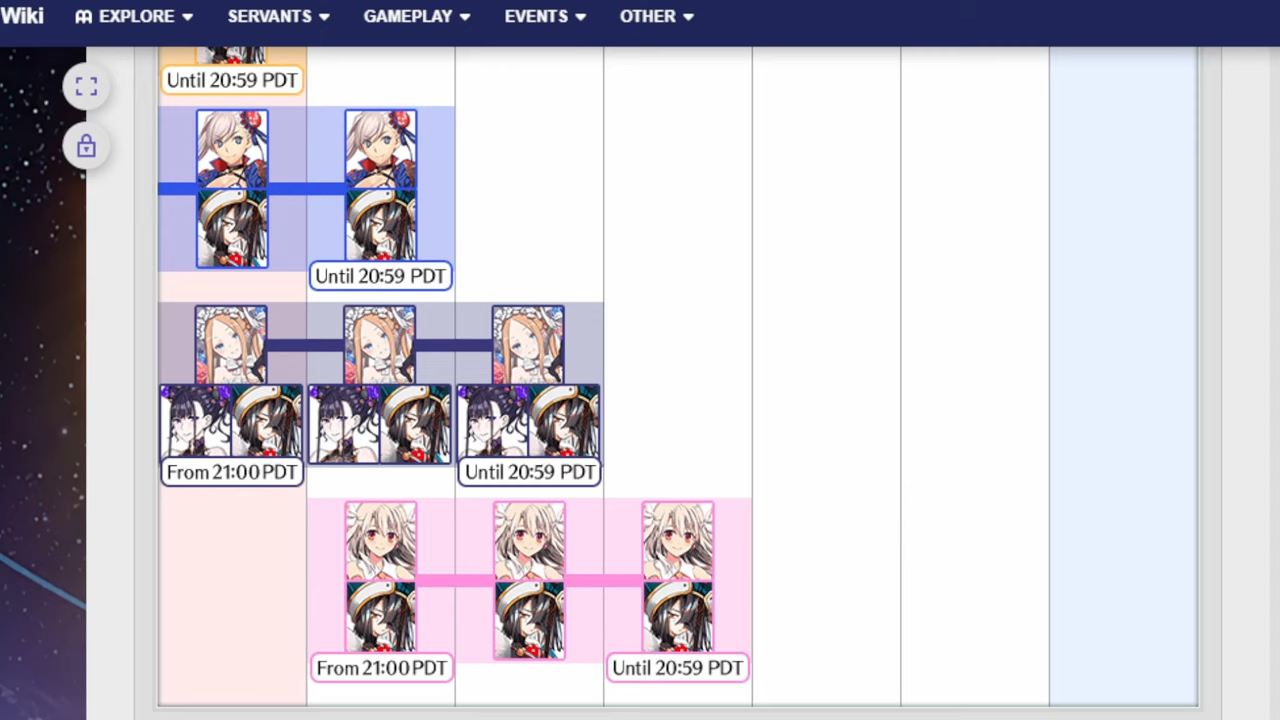 Wiki EXPLORE SERVANTS GAMEPLAY EVENTS OTHER
Until 20:59 PDT
Until 20:59 PDT
From 21:00 PDT
Until 20:59 PDT
From 21:00 PDT
Until 20:59 PDT